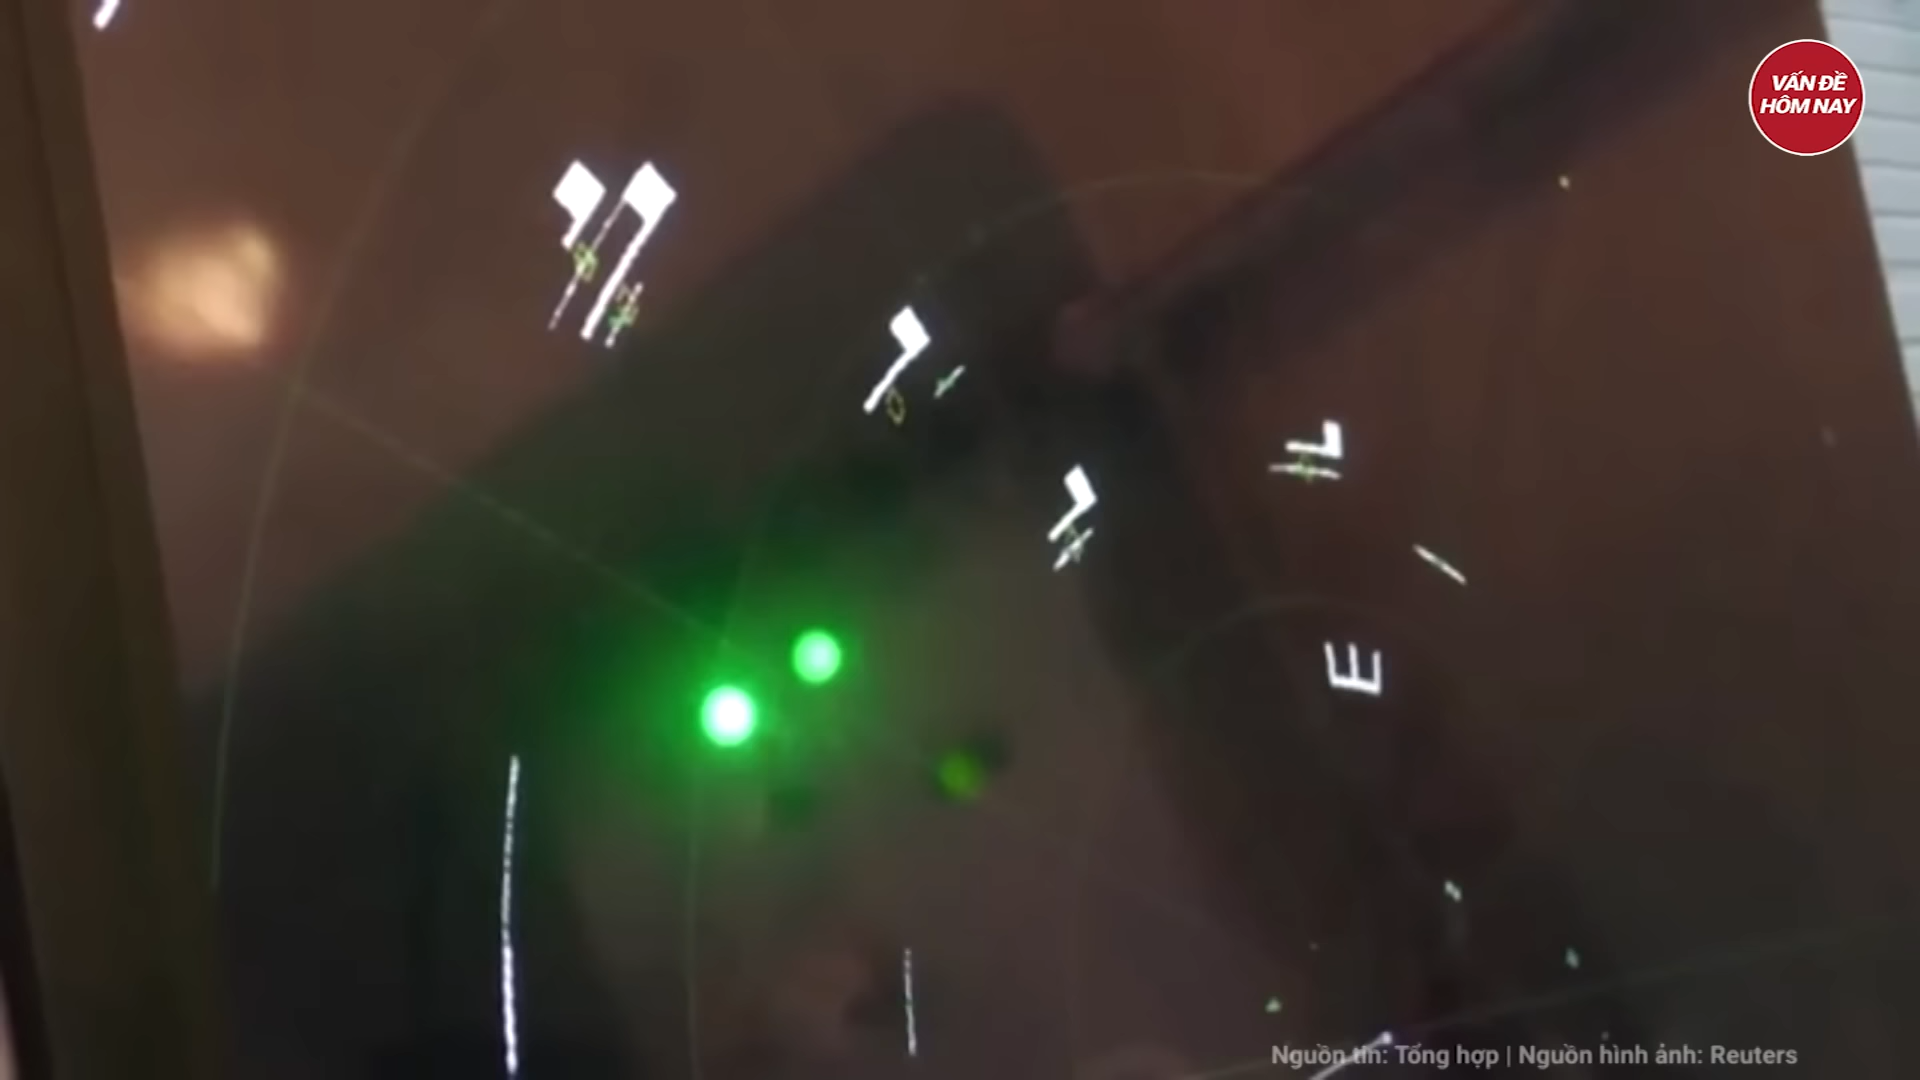 VẤN ĐỀ
HÔM NAY
E
Nguồn tin: Tổng hợp | Nguồn hình ảnh: Reuters